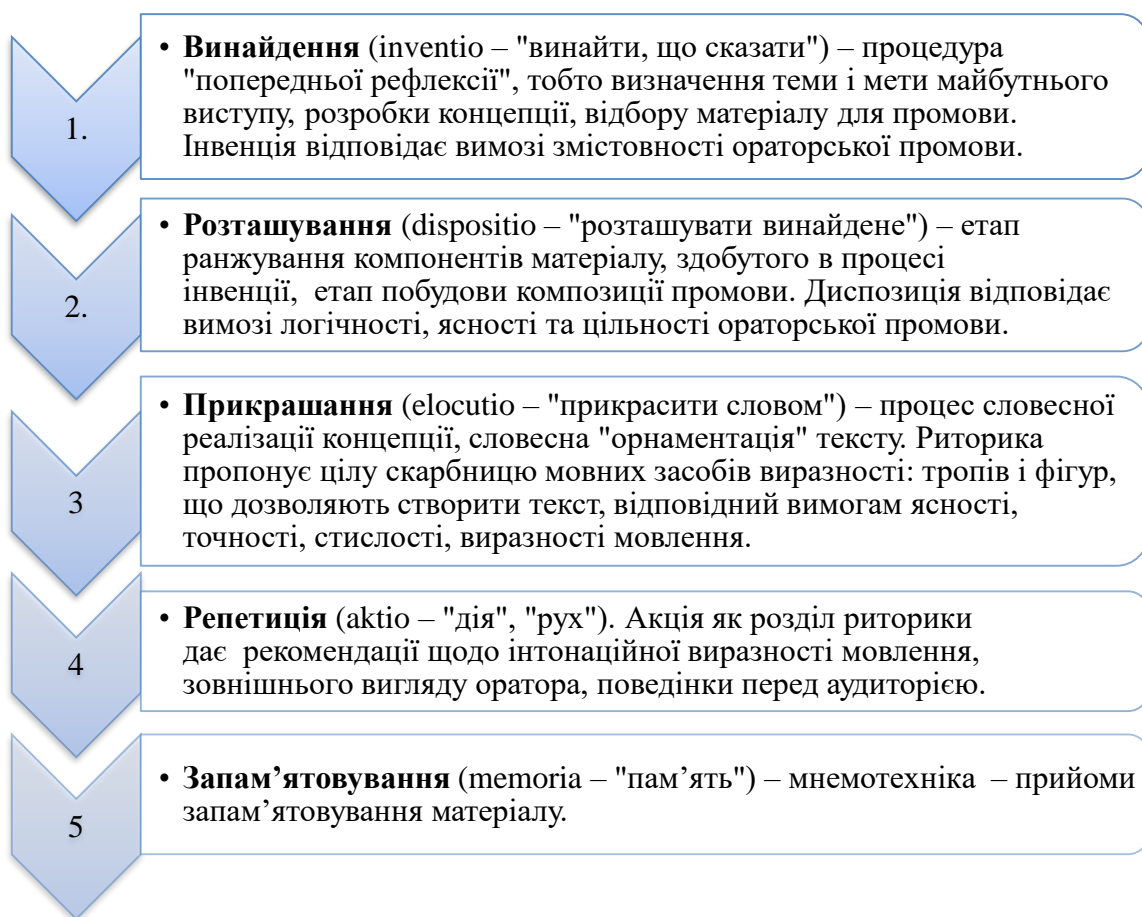 1.
• Винайдення (inventio – "винайти, що сказати") – процедура
"попередньої рефлексії", тобто визначення теми і мети майбутнього
виступу, розробки концепції, відбору матеріалу для промови.
Інвенція відповідає вимозі змістовності ораторської промови.
2.
• Розташування (dispositio – "розташувати винайдене") – етап
ранжування компонентів матеріалу, здобутого в процесі
інвенції, етап побудови композиції промови. Диспозиція відповідає
вимозі логічності, ясності та цільності ораторської промови.
3
• Прикрашання (elocutio – "прикрасити словом") – процес словесної
реалізації концепції, словесна "орнаментація" тексту. Риторика
пропонує цілу скарбницю мовних засобів виразності: тропів і фігур,
що дозволяють створити текст, відповідний вимогам ясності,
точності, стислості, виразності мовлення.
4
• Репетиція (aktio – "дія", "рух"). Акція як розділ риторики
дає рекомендації щодо інтонаційної виразності мовлення,
зовнішнього вигляду оратора, поведінки перед аудиторією.
5
• Запам’ятовування (memoria – "пам’ять") – мнемотехніка – прийоми
запам’ятовування матеріалу.